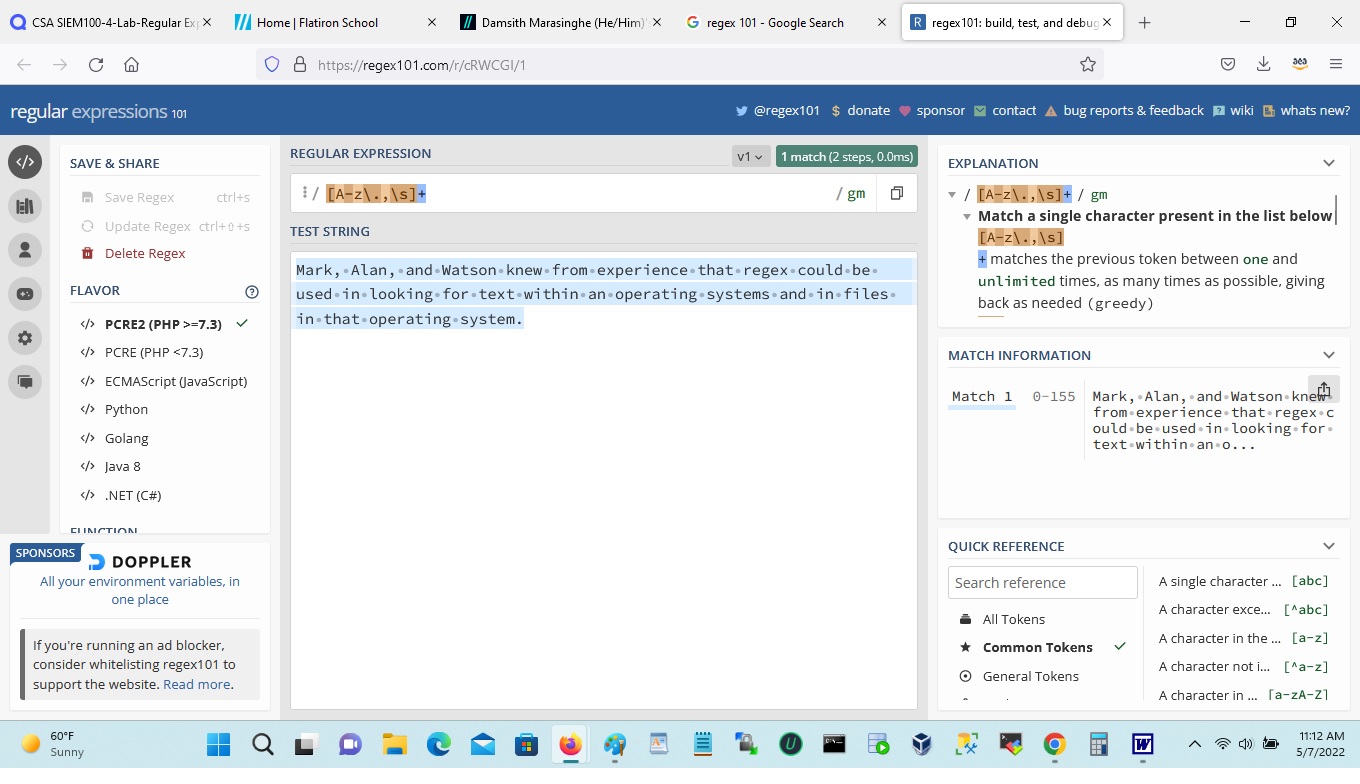 CSA SIEM100-4-Lab-Regular Exp
Home | Flatiron School
Damsith Marasinghe (He/Him)'s
regex 101 - Google Search
regex101: build, test, and debug
https://regex101.com/r/cRWCGI/1
regular expressions 101
@regex101
$ donate
sponsor
contact
bug reports & feedback
wiki
whats new?
SAVE & SHARE
Save Regex ctrl+s
Update Regex ctrl+⇧+s
Delete Regex
FLAVOR
PCRE2 (PHP >=7.3)
PCRE (PHP <7.3)
ECMAScript (JavaScript)
Python
Golang
Java 8
.NET (C#)
FUNCTION
SPONSORS
DOPPLER
All your environment variables, in
one place
If you're running an ad blocker,
consider whitelisting regex101 to
support the website. Read more.
REGULAR EXPRESSION
v1
1 match (2 steps, 0.0ms)
/ [A-z\.,\s]+ / gm
TEST STRING
Mark,·Alan,·and·Watson·knew·from·experience·that·regex·could·be·
used·in·looking·for·text·within·an·operating·systems·and·in·files·
in·that·operating·system.
EXPLANATION
/ [A-z\.,\s]+ / gm
Match a single character present in the list below
[A-z\.,\s]
+ matches the previous token between one and
unlimited times, as many times as possible, giving
back as needed (greedy)
MATCH INFORMATION
Match 1 0-155 Mark,·Alan,·and·Watson·knew·
from·experience·that·regex·c
ould·be·used·in·looking·for·
text·within·an·o...
QUICK REFERENCE
Search reference
All Tokens
Common Tokens
General Tokens
A single character ... [abc]
A character exce... [^abc]
A character in the ... [a-z]
A character not i... [^a-z]
A character in ... [a-zA-Z]
60°F
Sunny
11:12 AM
5/7/2022